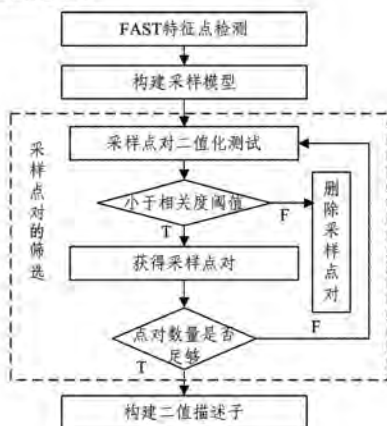 FAST特征点检测
构建采样模型
采样点对的筛选
采样点对二值化测试
小于相关度阈值
F
T
删除采样点对
获得采样点对
点对数量是否
足够
F
T
构建二值描述子